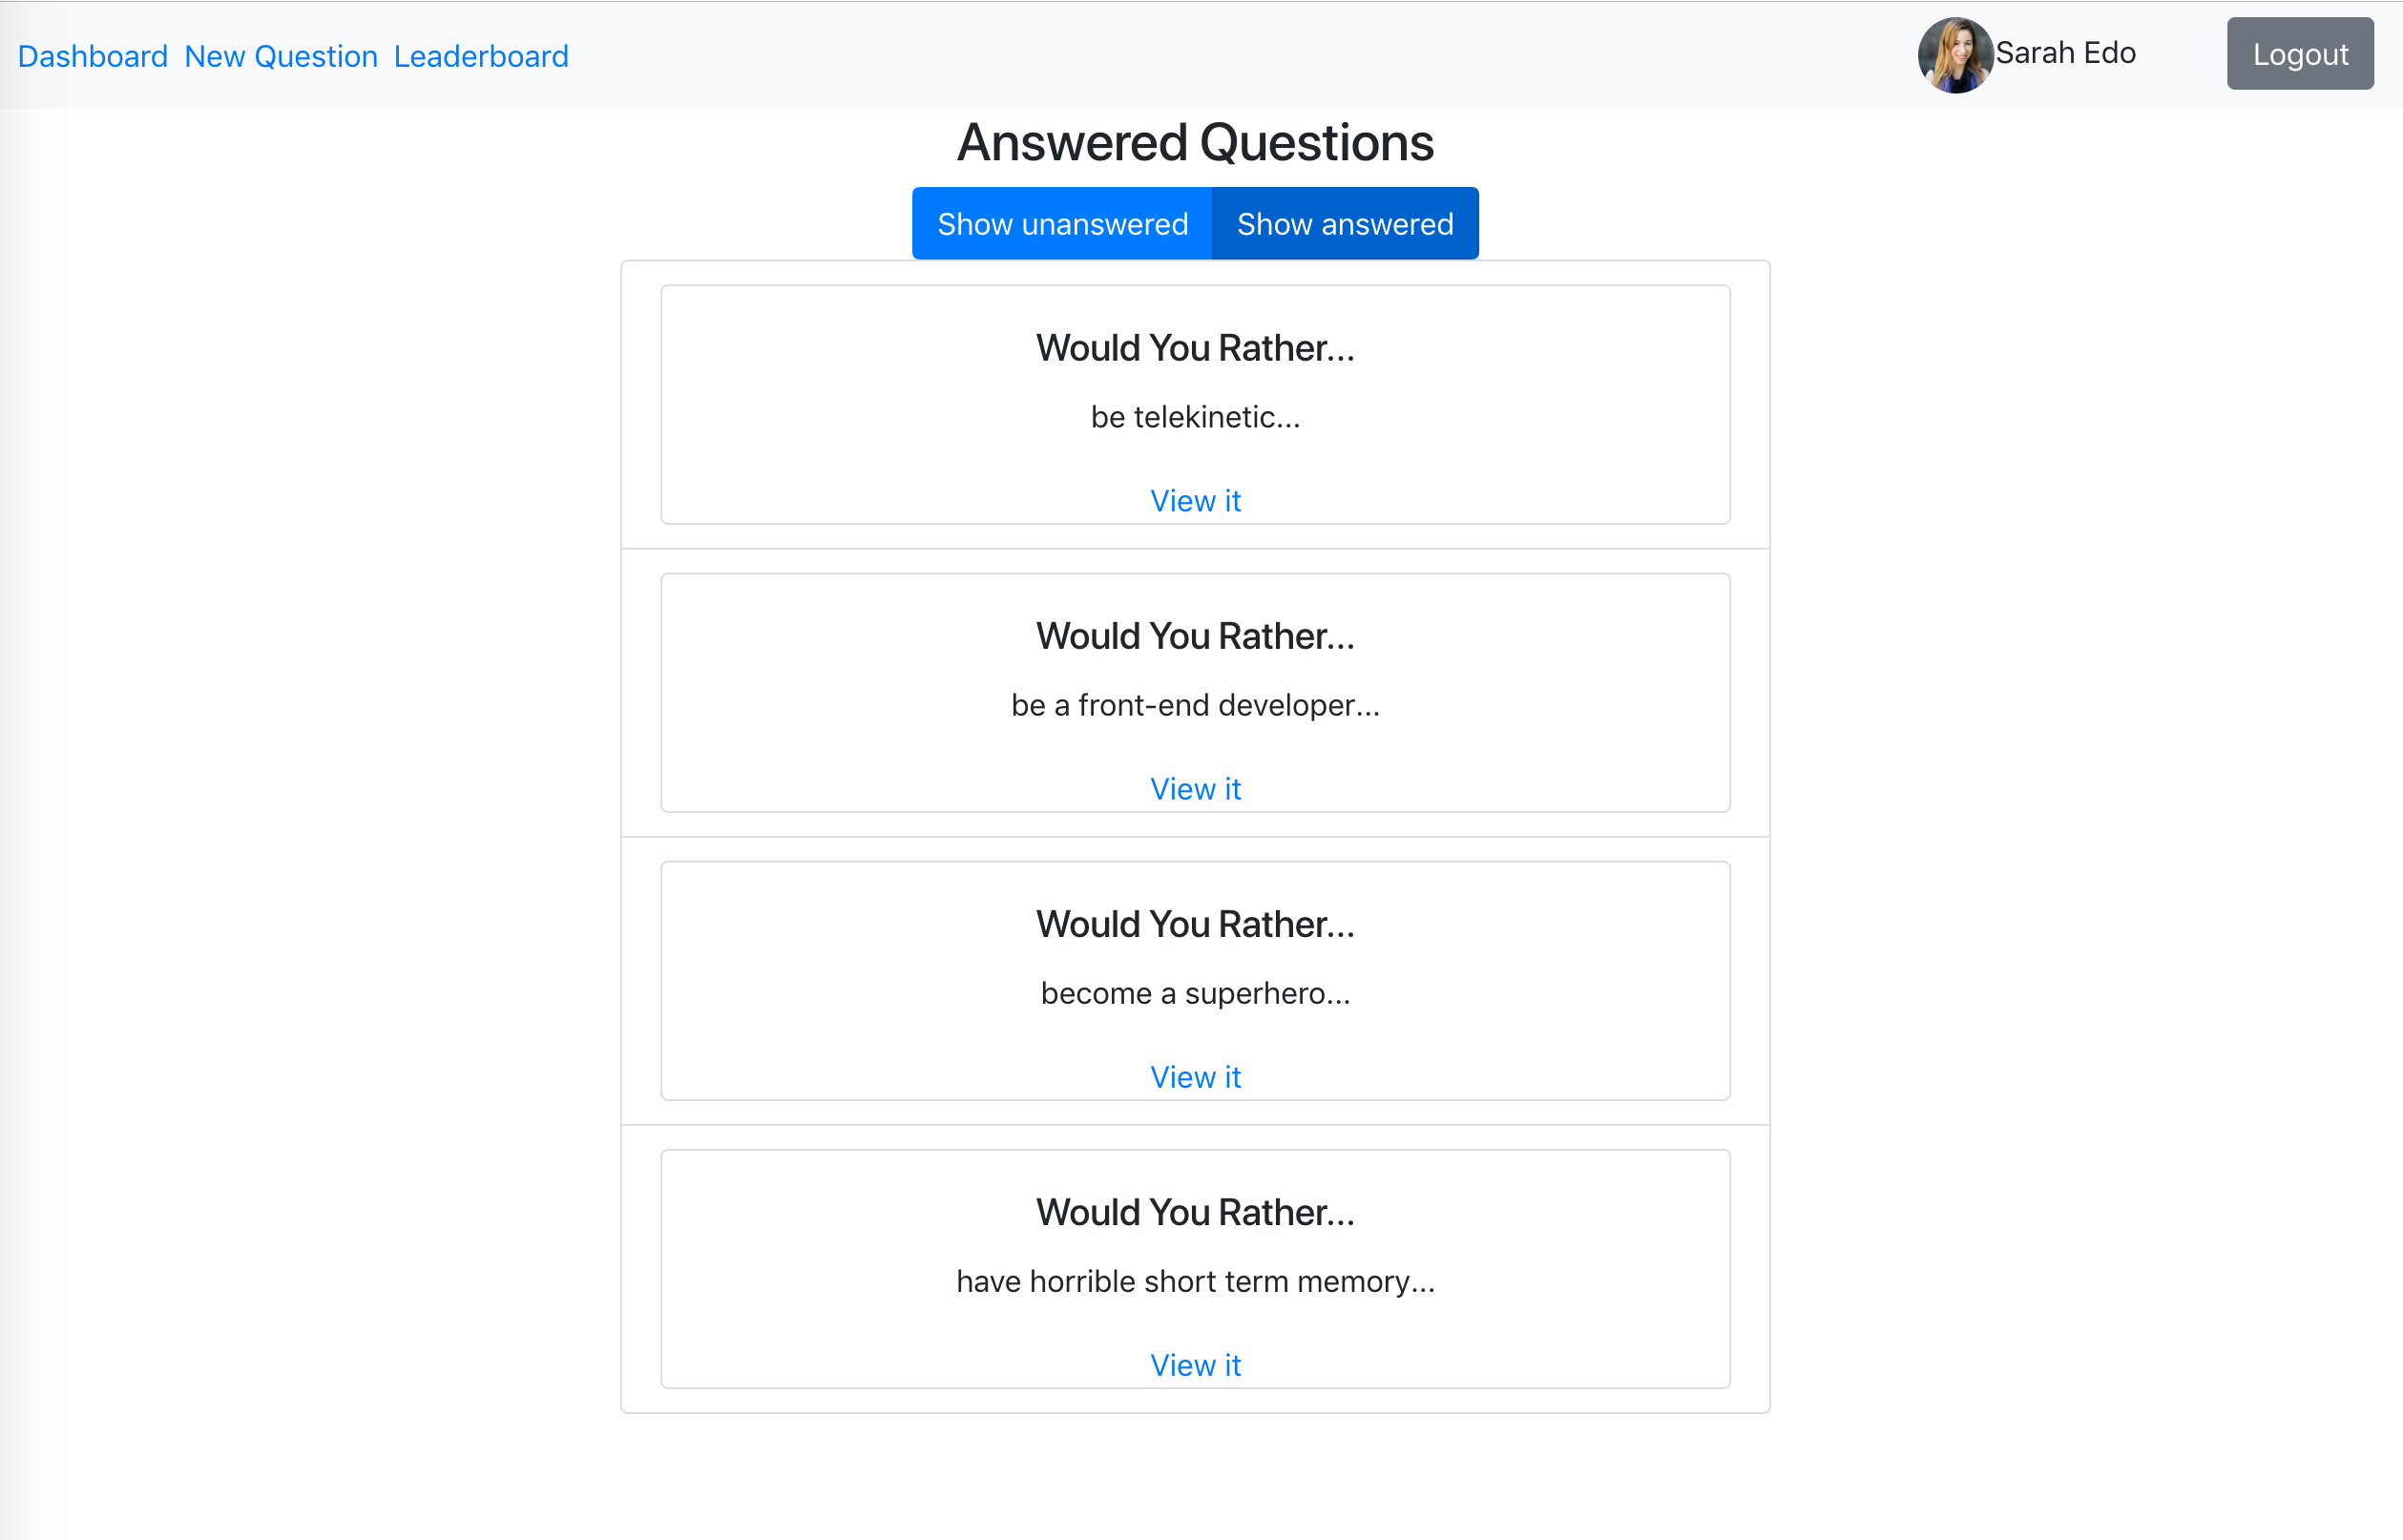 Dashboard New Question Leaderboard Sarah Edo Logout
Answered Questions
Show unanswered Show answered
Would You Rather...
be telekinetic...
View it
Would You Rather...
be a front-end developer...
View it
Would You Rather...
become a superhero...
View it
Would You Rather...
have horrible short term memory...
View it